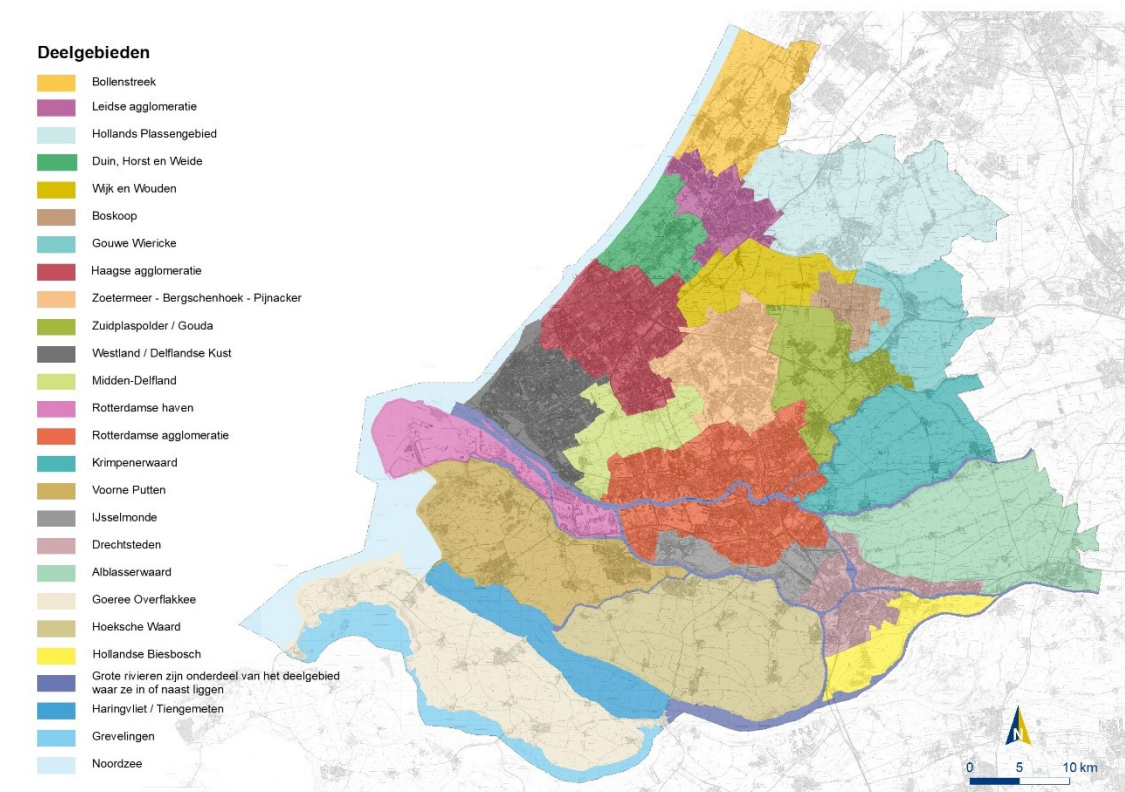 Deelgebieden
Bollenstreek
Leidse agglomeratie
Hollands Plassengebied
Duin, Horst en Weide
Wijk en Wouden
Boskoop
Gouwe Wiericke
Haagse agglomeratie
Zoetermeer - Bergschenhoek - Pijnacker
Zuidplaspolder / Gouda
Westland / Delflandse Kust
Midden-Delfland
Rotterdamse haven
Rotterdamse agglomeratie
Krimpenerwaard
Voorne Putten
IJsselmonde
Drechtsteden
Alblasserwaard
Goeree Overflakkee
Hoeksche Waard
Hollandse Biesbosch
Grote rivieren zijn onderdeel van het deelgebied
waar ze in of naast liggen
Haringvliet / Tiengemeten
Grevelingen
Noordzee
N
0 5 10 km